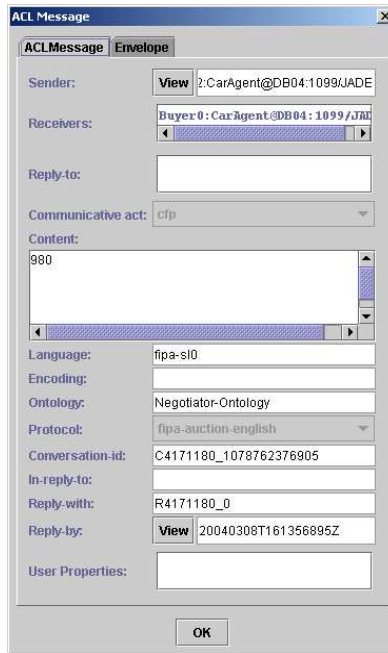 ACL Message
ACLMessage Envelope
Sender: View 2:CarAgent@DB04:1099/JADE
Receivers: Buyer0:CarAgent@DB04:1099/JAD
Reply-to:
Communicative act: cfp
Content:
980
Language: fipa-sl0
Encoding:
Ontology: Negotiator-Ontology
Protocol: fipa-auction-english
Conversation-id: C4171180_1078762376905
In-reply-to:
Reply-with: R4171180_0
Reply-by: View 20040308T161356895Z
User Properties:
OK